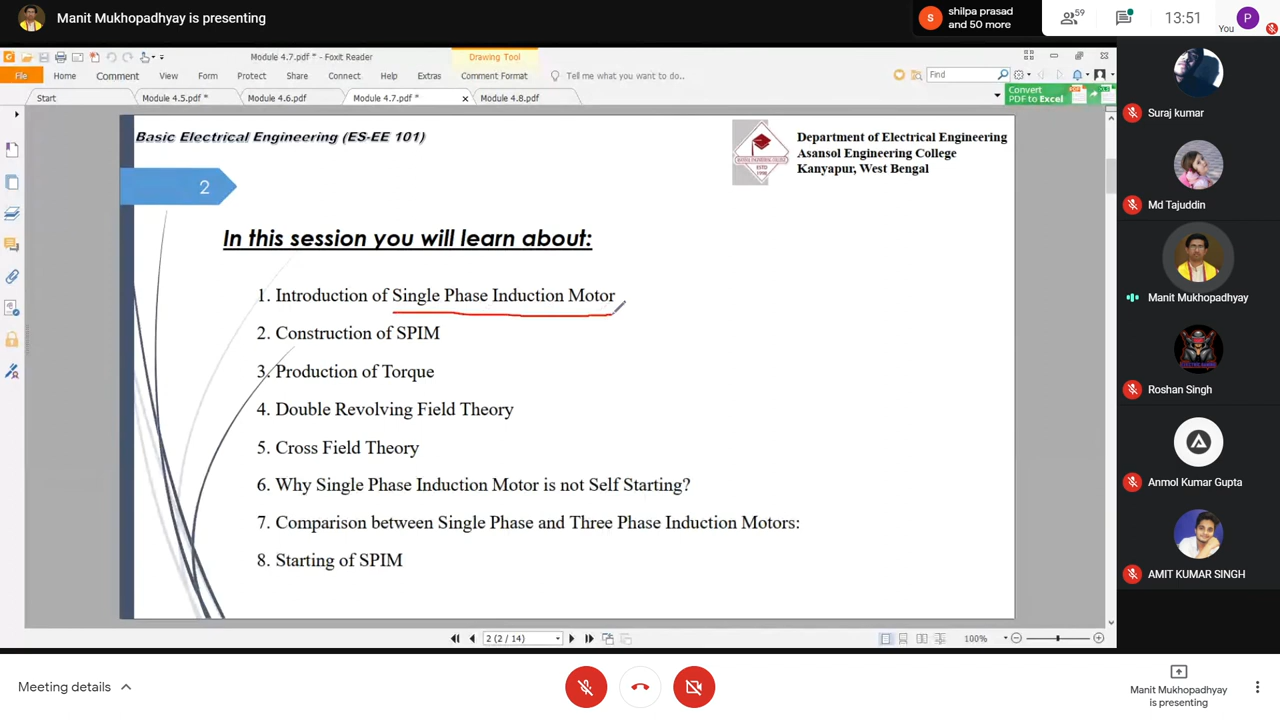 Manit Mukhopadhyay is presenting
S
shilpa prasad
and 50 more
59
13:51
You
P
Module 4.7.pdf * - Foxit Reader
Drawing Tool
File
Home
Comment
View
Form
Protect
Share
Connect
Help
Extras
Comment Format
Tell me what you want to do..
Find
Start
Module 4.5.pdf *
Module 4.6.pdf
Module 4.7.pdf *
Module 4.8.pdf
Convert
PDF to Excel
Basic Electrical Engineering (ES-EE 101)
Department of Electrical Engineering
Asansol Engineering College
Kanyapur, West Bengal
2
In this session you will learn about:
1. Introduction of Single Phase Induction Motor
2. Construction of SPIM
3. Production of Torque
4. Double Revolving Field Theory
5. Cross Field Theory
6. Why Single Phase Induction Motor is not Self Starting?
7. Comparison between Single Phase and Three Phase Induction Motors:
8. Starting of SPIM
2 (2 / 14)
100%
Suraj kumar
Md Tajuddin
Manit Mukhopadhyay
Roshan Singh
Anmol Kumar Gupta
AMIT KUMAR SINGH
Meeting details
Manit Mukhopadhyay
is presenting